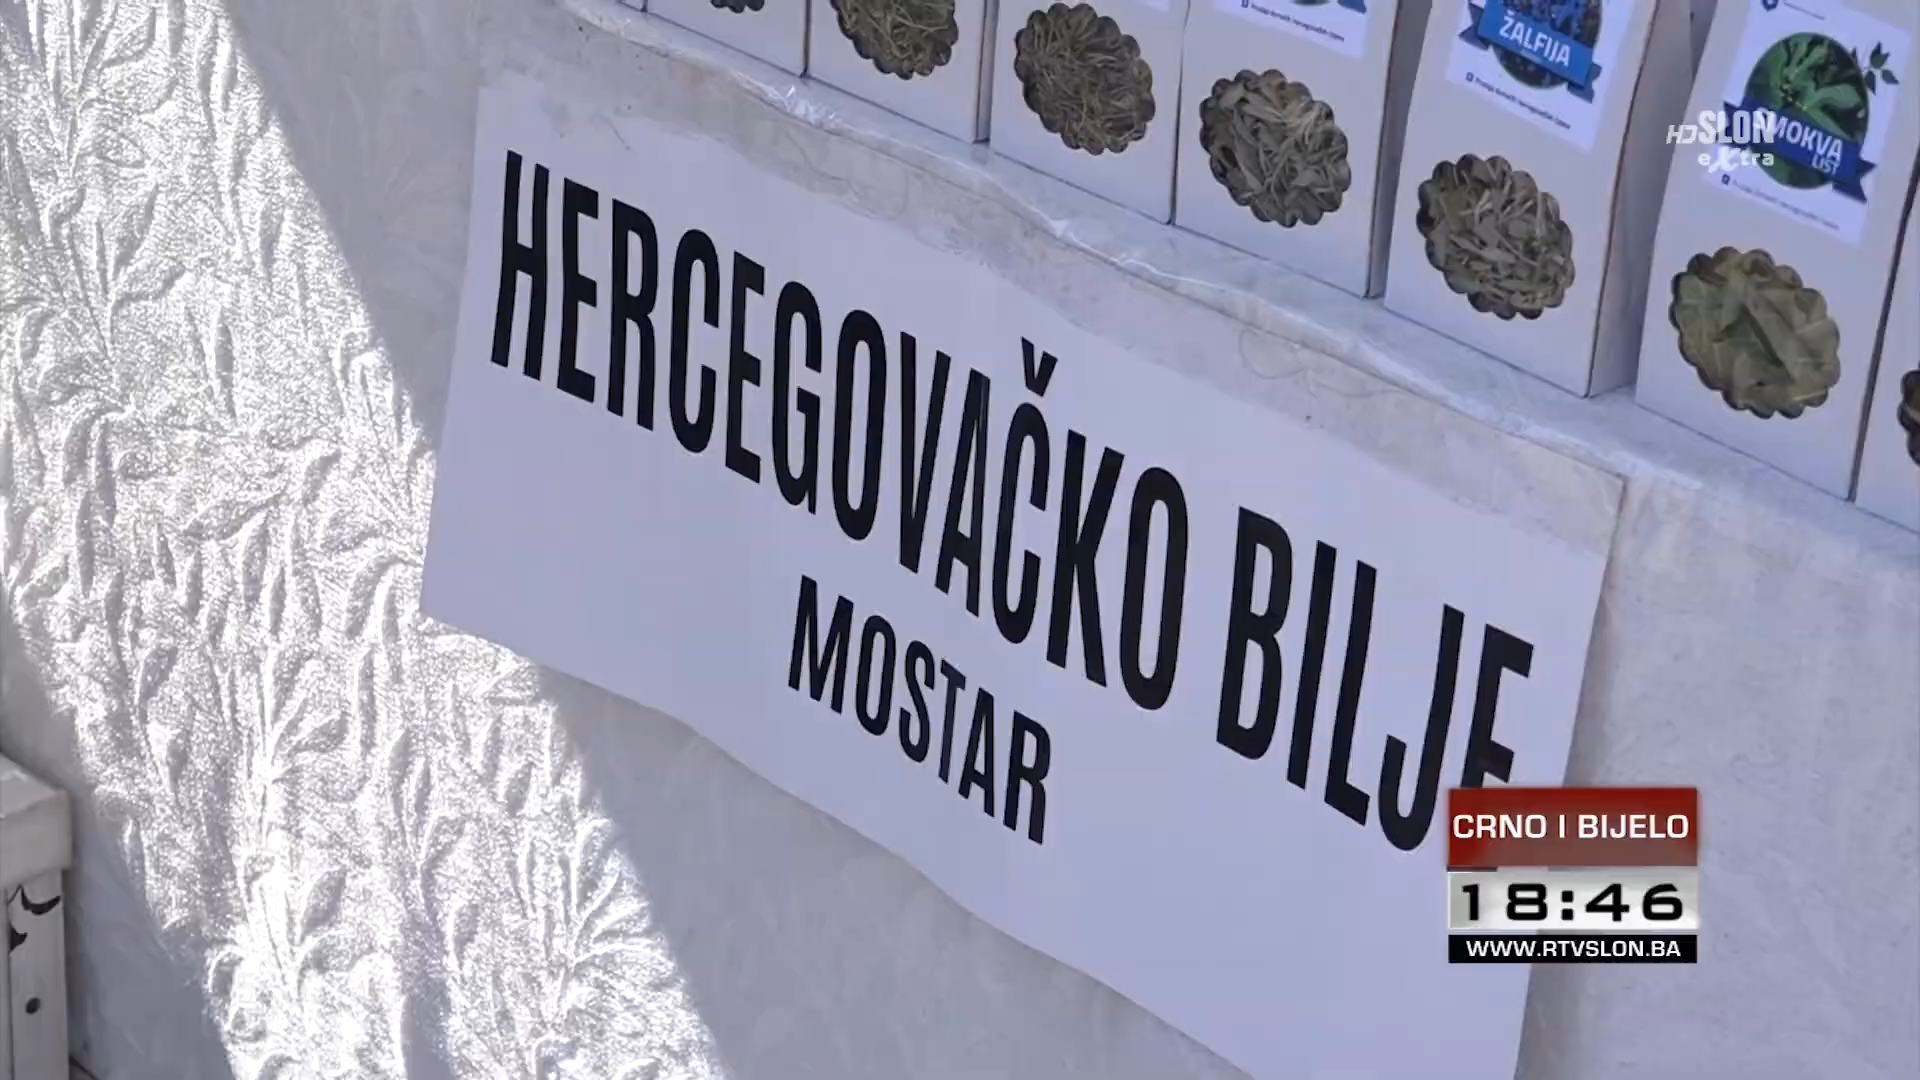 ŽALFIJA
SMOKVA
LIST
HD SLON
extra
HERCEGOVAČKO BILJE
MOSTAR
CRNO I BIJELO
18:46
WWW.RTVSLON.BA